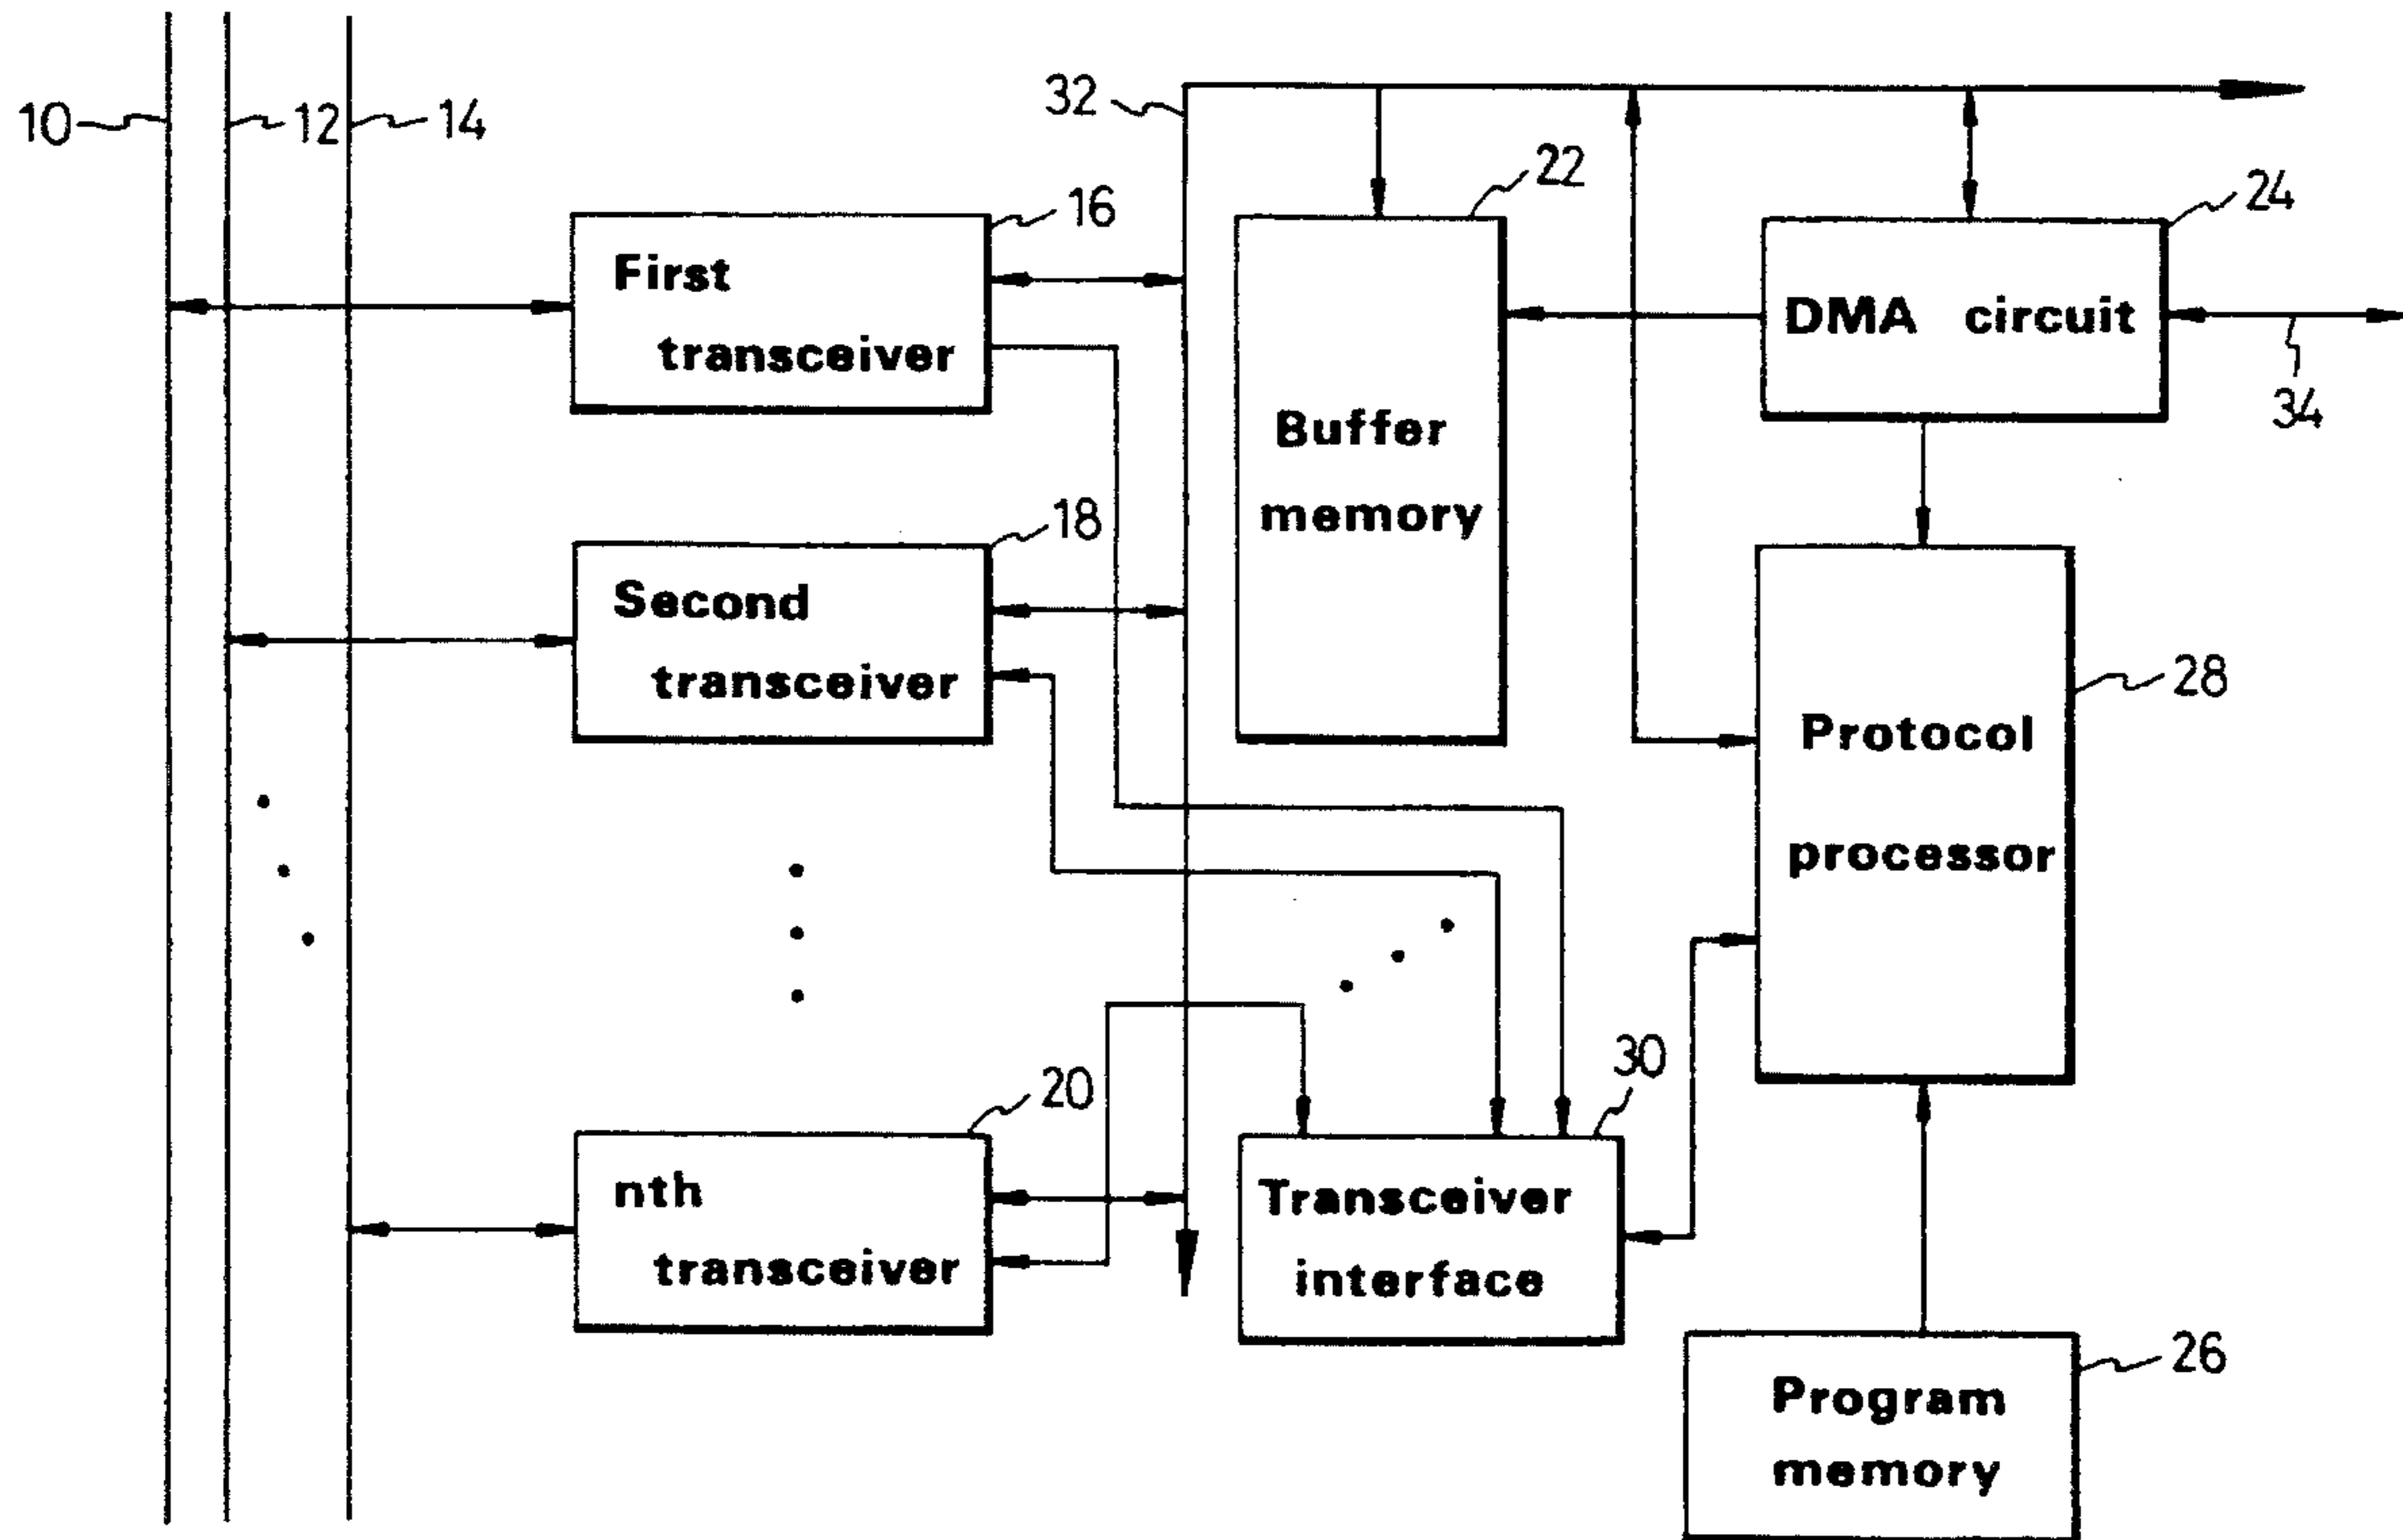 10
12
14
32
16
First
transceiver
22
24
DMA circuit
34
Buffer
memory
18
Second
transceiver
28
Protocol
processor
20
nth
transceiver
30
Transceiver
interface
26
Program
memory